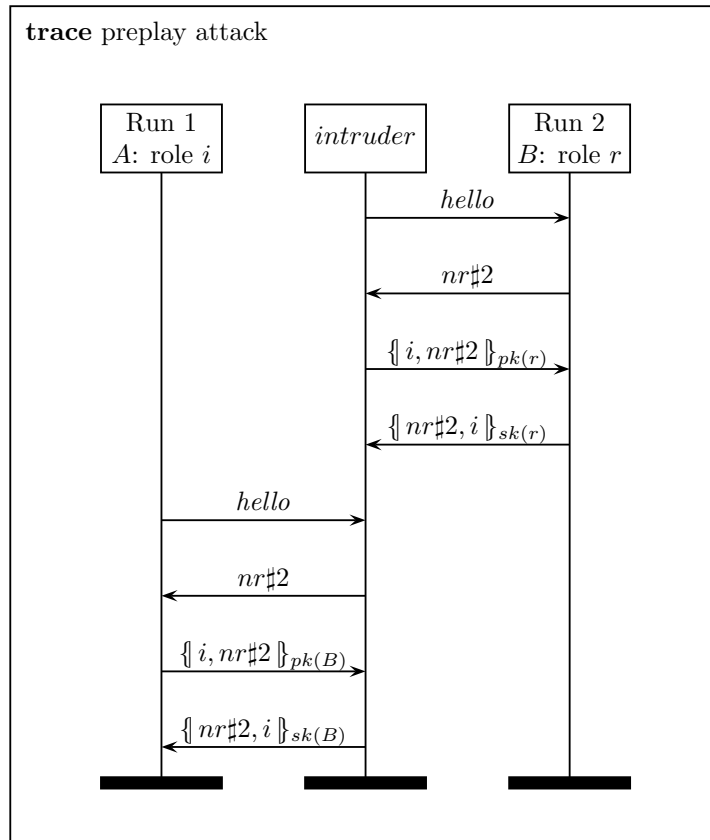 trace preplay attack
Run 1
A: role i
intruder
Run 2
B: role r
hello
nr♯2
⦃ i, nr♯2 ⦄pk(r)
⦃ nr♯2, i ⦄sk(r)
hello
nr♯2
⦃ i, nr♯2 ⦄pk(B)
⦃ nr♯2, i ⦄sk(B)